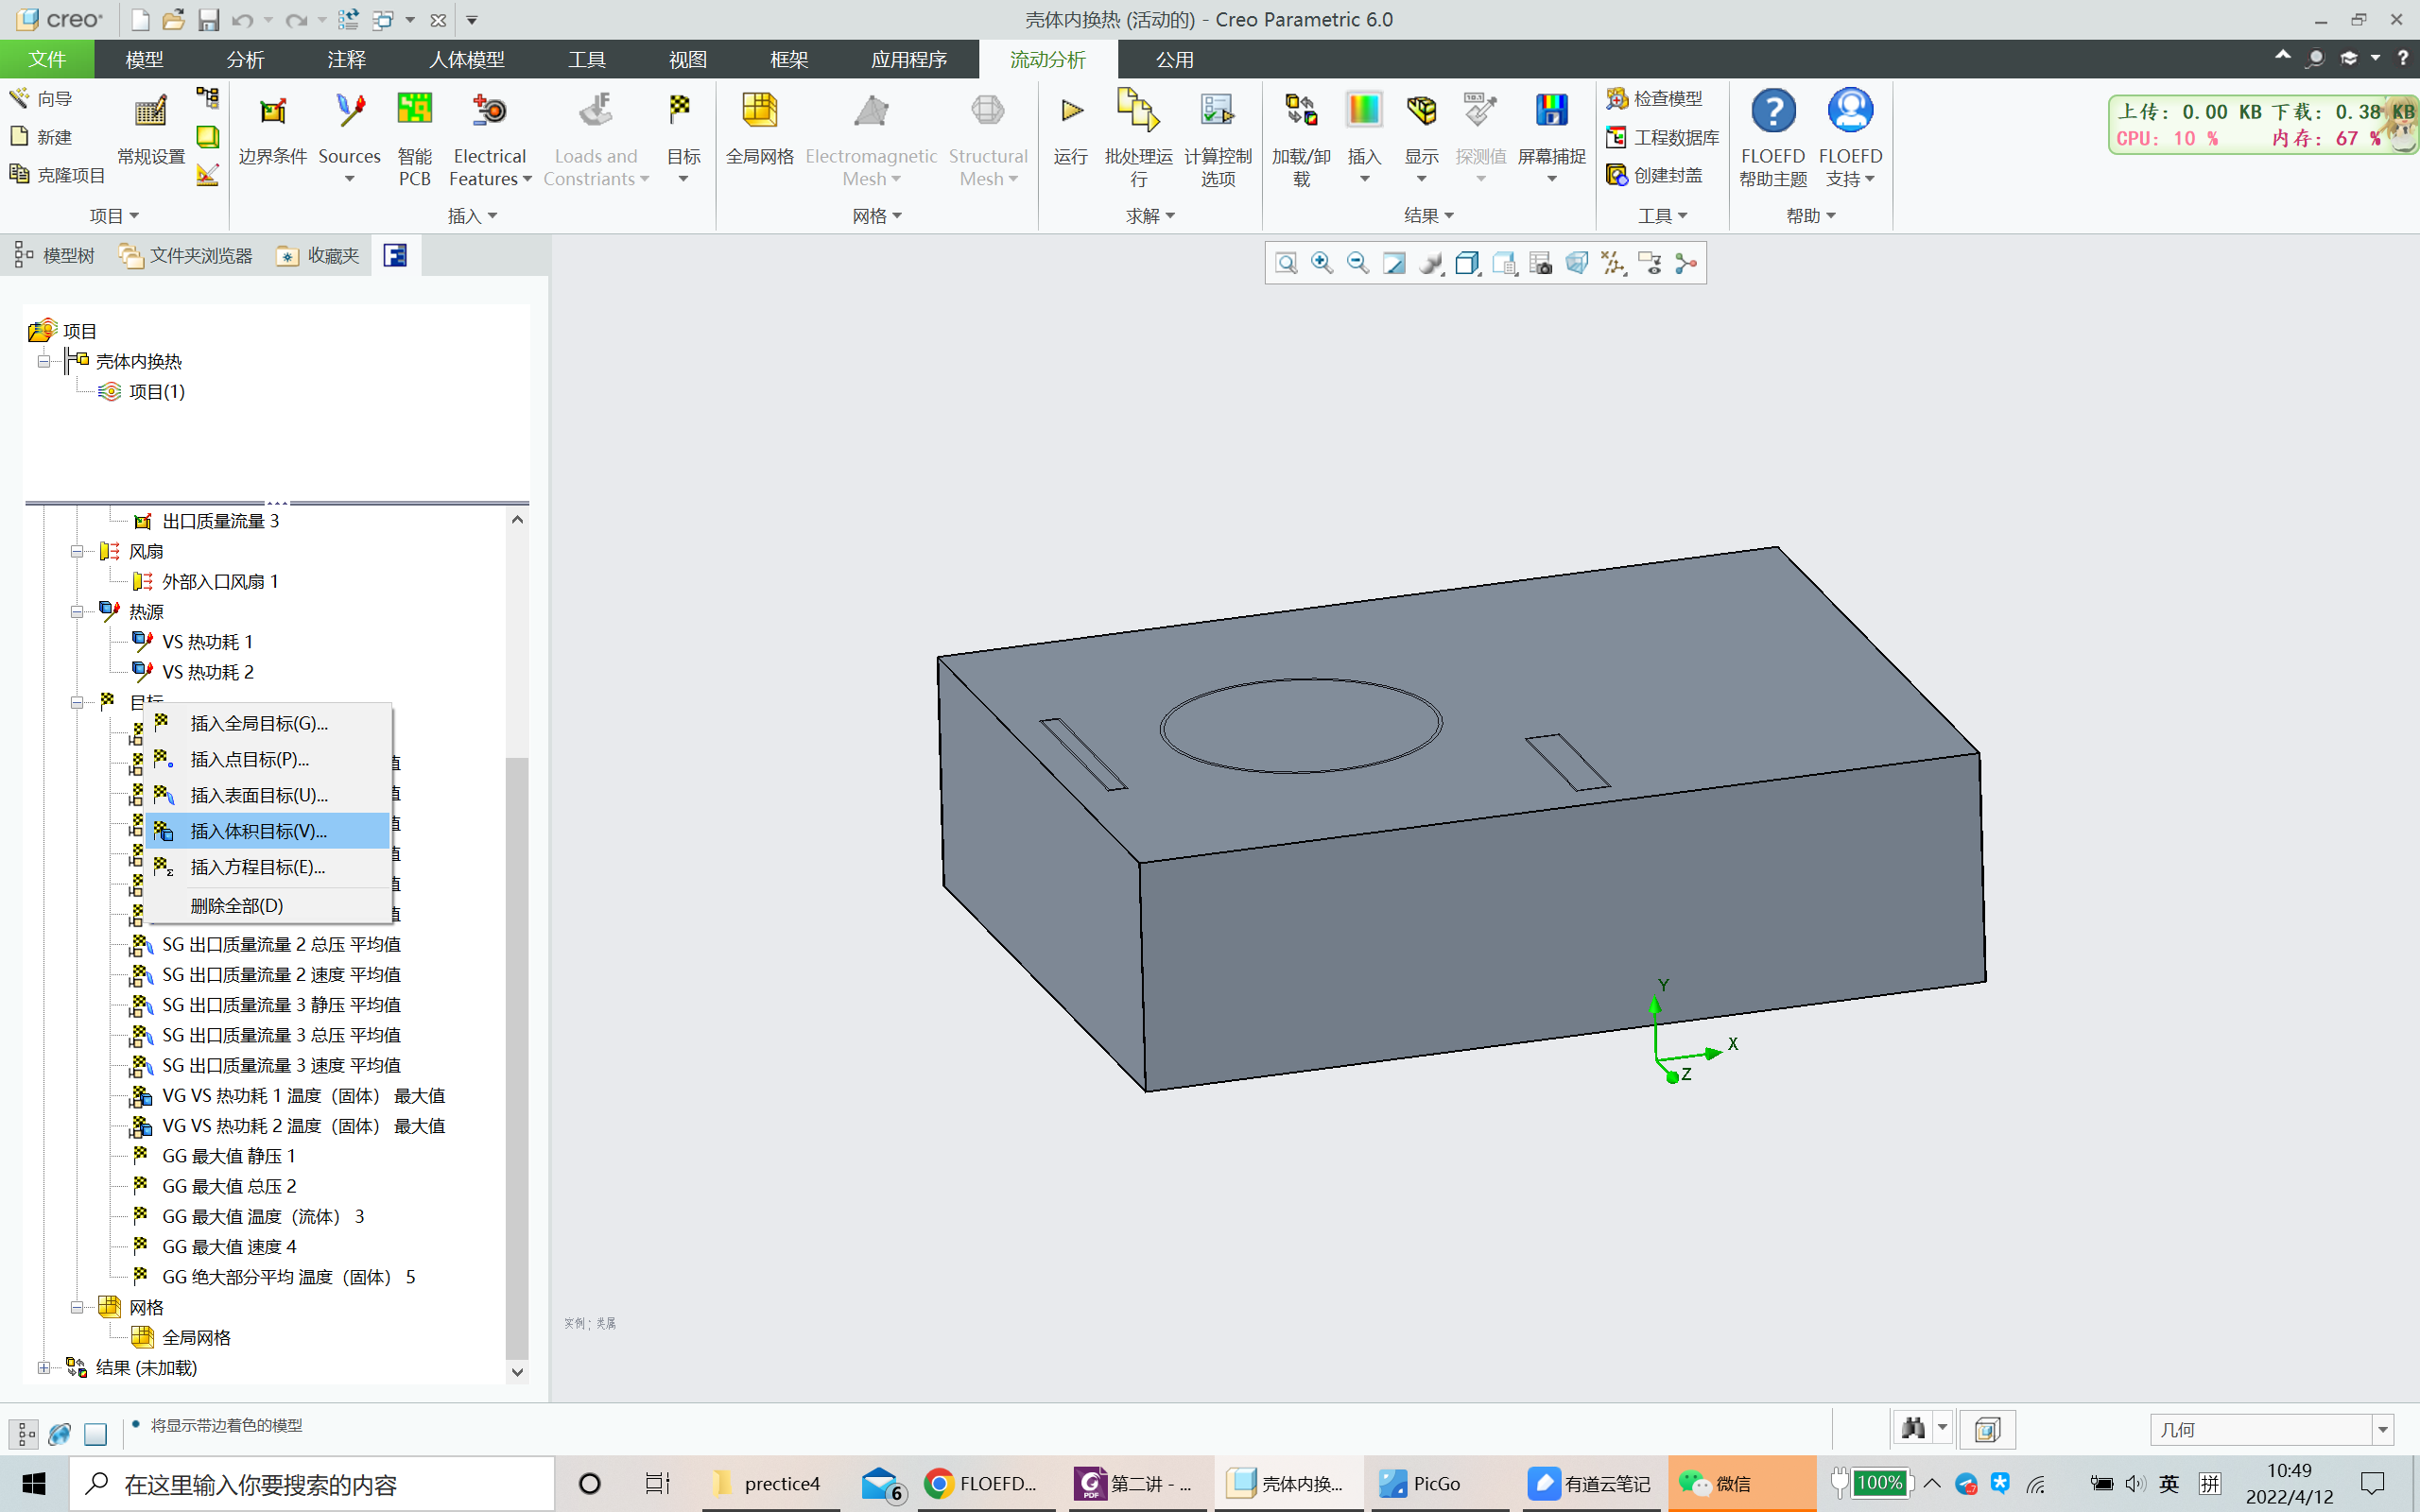 creo
壳体内换热 (活动的) - Creo Parametric 6.0
文件 模型 分析 注释 人体模型 工具 视图 框架 应用程序 流动分析 公用
向导
新建
克隆项目
常规设置
边界条件
Sources
智能
PCB
Electrical
Features
Loads and
Constraints
目标
全局网格
Electromagnetic
Mesh
Structural
Mesh
运行
批处理运
行
计算控制
选项
加载/卸
载
插入
显示
探测值
屏幕捕捉
检查模型
工程数据库
创建封盖
FLOEFD
帮助主题
FLOEFD
支持
项目 插入 网格 求解 结果 工具 帮助
上传: 0.00 KB 下载: 0.38 KB
CPU: 10 % 内存: 67 %
模型树 文件夹浏览器 收藏夹
项目
壳体内换热
项目(1)
出口质量流量 3
风扇
外部入口风扇 1
热源
VS 热功耗 1
VS 热功耗 2
目标
插入全局目标(G)...
插入点目标(P)...
插入表面目标(U)...
插入体积目标(V)...
插入方程目标(E)...
删除全部(D)
值
值
值
值
值
值
SG 出口质量流量 2 总压 平均值
SG 出口质量流量 2 速度 平均值
SG 出口质量流量 3 静压 平均值
SG 出口质量流量 3 总压 平均值
SG 出口质量流量 3 速度 平均值
VG VS 热功耗 1 温度（固体） 最大值
VG VS 热功耗 2 温度（固体） 最大值
GG 最大值 静压 1
GG 最大值 总压 2
GG 最大值 温度（流体） 3
GG 最大值 速度 4
GG 绝大部分平均 温度（固体） 5
网格
全局网格
结果 (未加载)
Y
X
Z
实例: 类属
将显示带边着色的模型
几何
在这里输入你要搜索的内容
prectice4
6
FLOEFD...
第二讲 - ...
壳体内换...
PicGo
有道云笔记
微信
100%
英
拼
10:49
2022/4/12